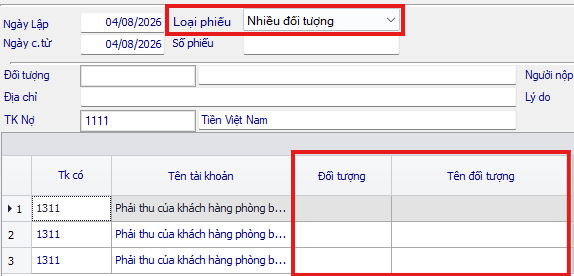 Ngày Lập 04/08/2026 Loại phiếu Nhiều đối tượng
Ngày c.từ 04/08/2026 Số phiếu
Đối tượng Người nộp
Địa chỉ Lý do
TK Nợ 1111 Tiền Việt Nam
Tk có Tên tài khoản Đối tượng Tên đối tượng
1 1311 Phải thu của khách hàng phòng b...
2 1311 Phải thu của khách hàng phòng b...
3 1311 Phải thu của khách hàng phòng b...